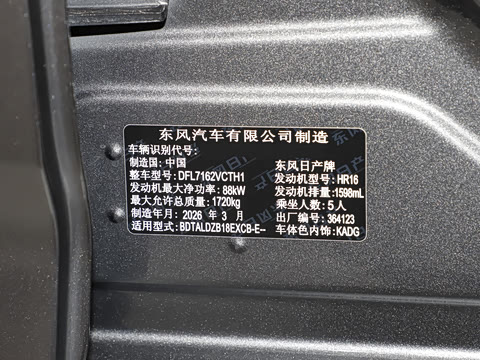 东风汽车有限公司制造
车辆识别代号:
制造国: 中国 东风日产牌
整车型号: DFL7162VCTH1 发动机型号: HR16
发动机最大净功率: 88kW 发动机排量: 1598mL
最大允许总质量: 1720kg 乘坐人数: 5人
制造年月: 2026 年 3 月 出厂编号: 364123
适用型号: BDTALDZB18EXCB-E-- 车体色内饰: KADG